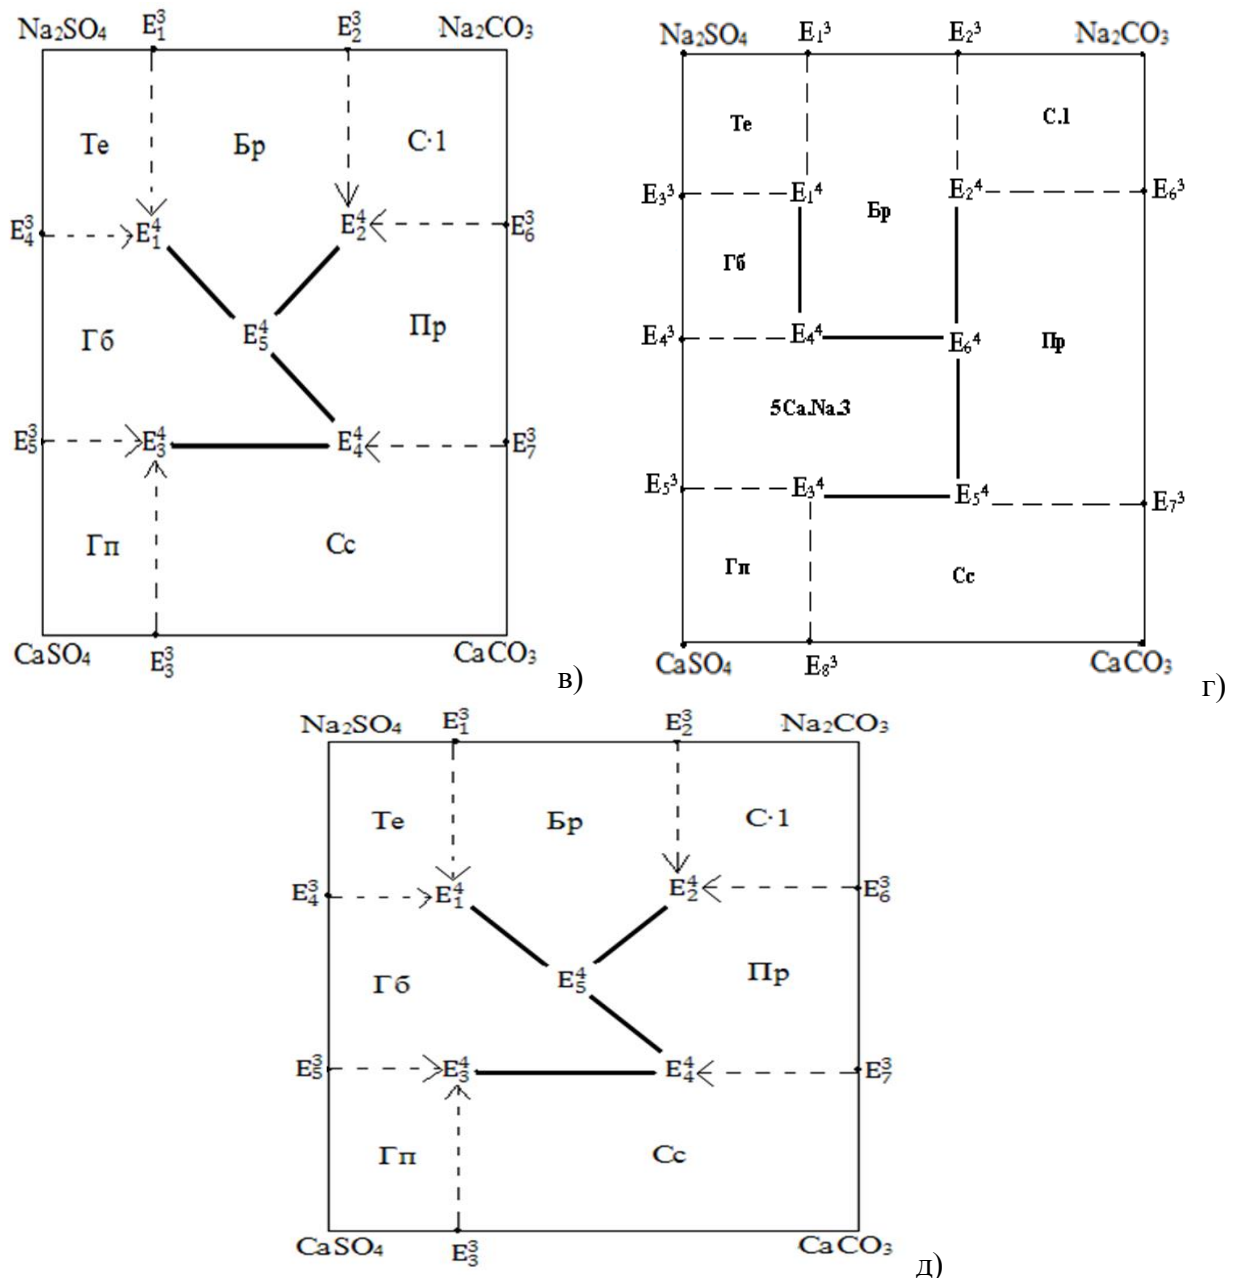 Na₂SO₄ E₁³ E₂³ Na₂CO₃
Те Бр С·1
E₄³ E₁⁴ E₂⁴ E₆³
E₅⁴
Гб Пр
E₅³ E₃⁴ E₄⁴ E₇³
Гп Сс
CaSO₄ E₃³ CaCO₃
в)
Na₂SO₄ E₁³ E₂³ Na₂CO₃
Те С.1
E₃³ E₁⁴ E₂⁴ E₆³
Бр
Гб
E₄³ E₄⁴ E₆⁴ Пр
5Ca.Na.3
E₅³ E₃⁴ E₅⁴ E₇³
Гп Сс
CaSO₄ E₈³ CaCO₃
г)
Na₂SO₄ E₁³ E₂³ Na₂CO₃
Те Бр С·1
E₄³ E₁⁴ E₂⁴ E₆³
Гб E₅⁴ Пр
E₅³ E₃⁴ E₄⁴ E₇³
Гп Сс
CaSO₄ E₃³ CaCO₃
д)